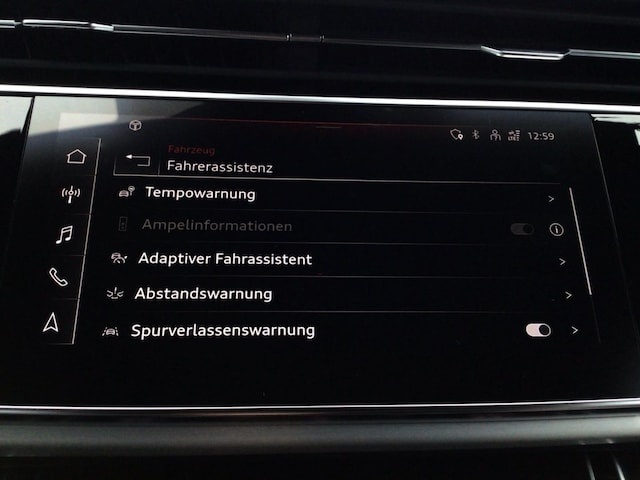 12:59
Fahrzeug
Fahrerassistenz
Tempowarnung
Ampelinformationen
Adaptiver Fahrassistent
Abstandswarnung
Spurverlassenswarnung